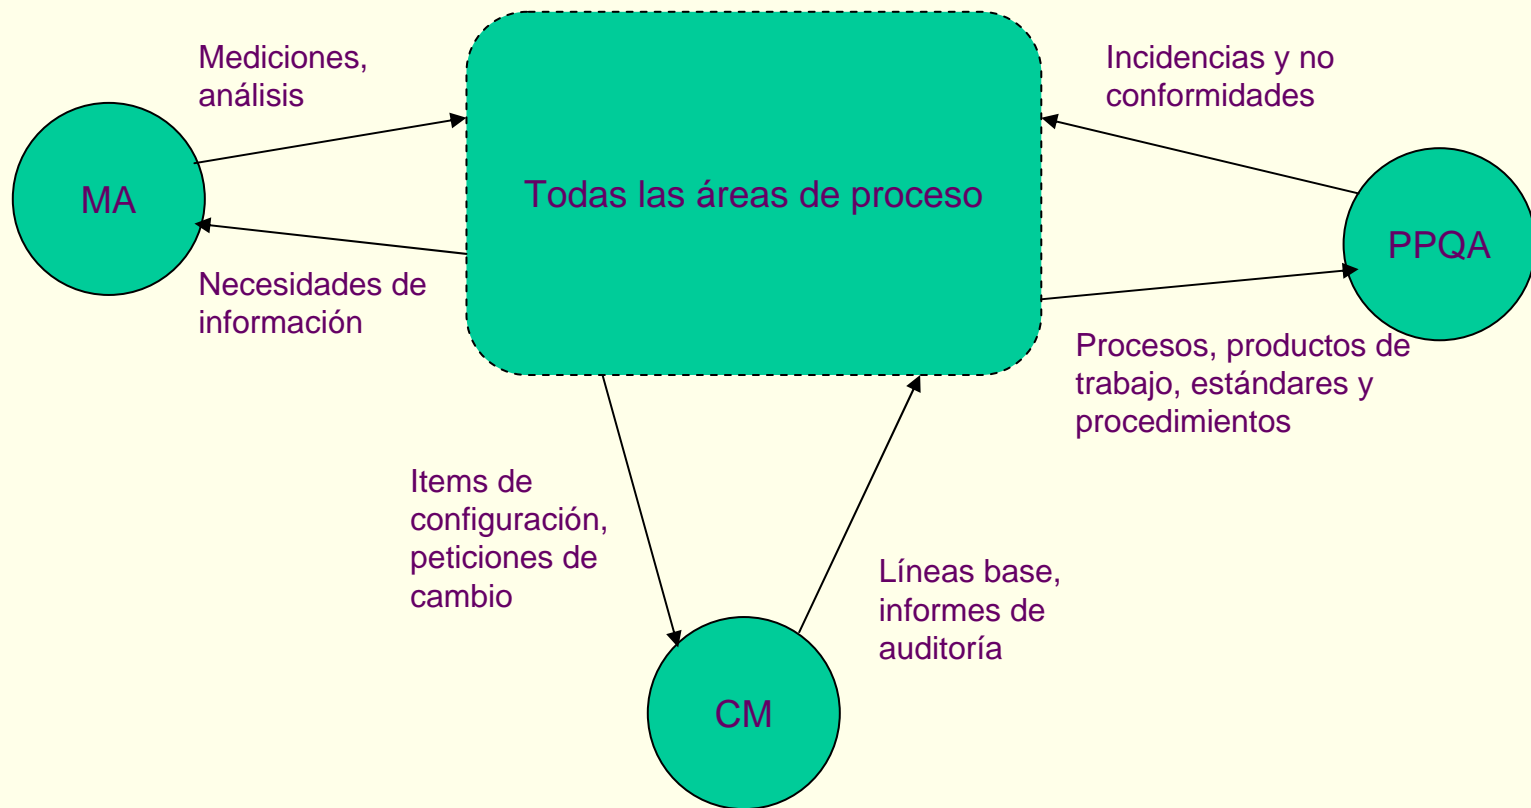 Mediciones,
análisis
Incidencias y no
conformidades
MA
Todas las áreas de proceso
PPQA
Necesidades de
información
Procesos, productos de
trabajo, estándares y
procedimientos
Items de
configuración,
peticiones de
cambio
Líneas base,
informes de
auditoría
CM